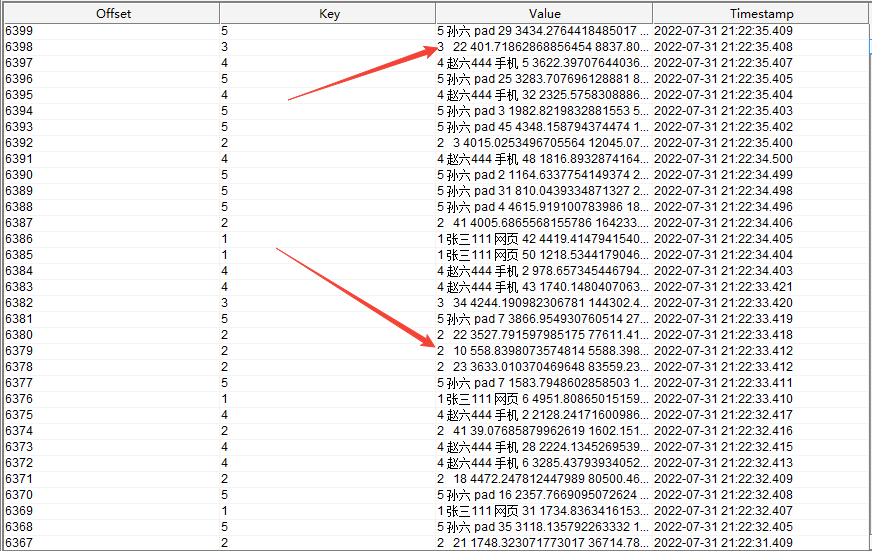 Offset Key Value Timestamp
6399 5 5 孙六 pad 29 3434.2764418485017 ... 2022-07-31 21:22:35.409
6398 3 3 22 401.71862868856454 8837.80... 2022-07-31 21:22:35.408
6397 4 4 赵六444 手机 5 3622.39707644036... 2022-07-31 21:22:35.407
6396 5 5 孙六 pad 25 3283.707696128881 8... 2022-07-31 21:22:35.405
6395 4 4 赵六444 手机 32 2325.5758308886... 2022-07-31 21:22:35.404
6394 5 5 孙六 pad 3 1982.8219832881553 5... 2022-07-31 21:22:35.403
6393 5 5 孙六 pad 45 4348.158794374474 1... 2022-07-31 21:22:35.402
6392 2 2 3 4015.0253496705564 12045.07... 2022-07-31 21:22:35.400
6391 4 4 赵六444 手机 48 1816.8932874164... 2022-07-31 21:22:34.500
6390 5 5 孙六 pad 2 1164.6337754149374 2... 2022-07-31 21:22:34.499
6389 5 5 孙六 pad 31 810.0439334871327 2... 2022-07-31 21:22:34.498
6388 5 5 孙六 pad 4 4615.919100783986 18... 2022-07-31 21:22:34.496
6387 2 2 41 4005.6865568155786 164233.... 2022-07-31 21:22:34.406
6386 1 1 张三111 网页 42 4419.4147941540... 2022-07-31 21:22:34.405
6385 1 1 张三111 网页 50 1218.5344179046... 2022-07-31 21:22:34.404
6384 4 4 赵六444 手机 2 978.657345446794... 2022-07-31 21:22:34.403
6383 4 4 赵六444 手机 43 1740.1480407063... 2022-07-31 21:22:33.421
6382 3 3 34 4244.190982306781 144302.4... 2022-07-31 21:22:33.420
6381 5 5 孙六 pad 7 3866.954930760514 27... 2022-07-31 21:22:33.419
6380 2 2 22 3527.791597985175 77611.41... 2022-07-31 21:22:33.418
6379 2 2 10 558.8398073574814 5588.398... 2022-07-31 21:22:33.412
6378 2 2 23 3633.010370469648 83559.23... 2022-07-31 21:22:33.412
6377 5 5 孙六 pad 7 1583.7948602858503 1... 2022-07-31 21:22:33.411
6376 1 1 张三111 网页 6 4951.80865015159... 2022-07-31 21:22:33.410
6375 4 4 赵六444 手机 2 2128.24171600986... 2022-07-31 21:22:32.417
6374 2 2 41 39.07685879962619 1602.151... 2022-07-31 21:22:32.416
6373 4 4 赵六444 手机 28 2224.1345269539... 2022-07-31 21:22:32.415
6372 4 4 赵六444 手机 6 3285.43793934052... 2022-07-31 21:22:32.413
6371 2 2 18 4472.247812447989 80500.46... 2022-07-31 21:22:32.409
6370 5 5 孙六 pad 16 2357.7669095072624 ... 2022-07-31 21:22:32.408
6369 1 1 张三111 网页 31 1734.8363416153... 2022-07-31 21:22:32.407
6368 5 5 孙六 pad 35 3118.135792263332 1... 2022-07-31 21:22:32.405
6367 2 2 21 1748.323071773017 36714.78... 2022-07-31 21:22:31.409